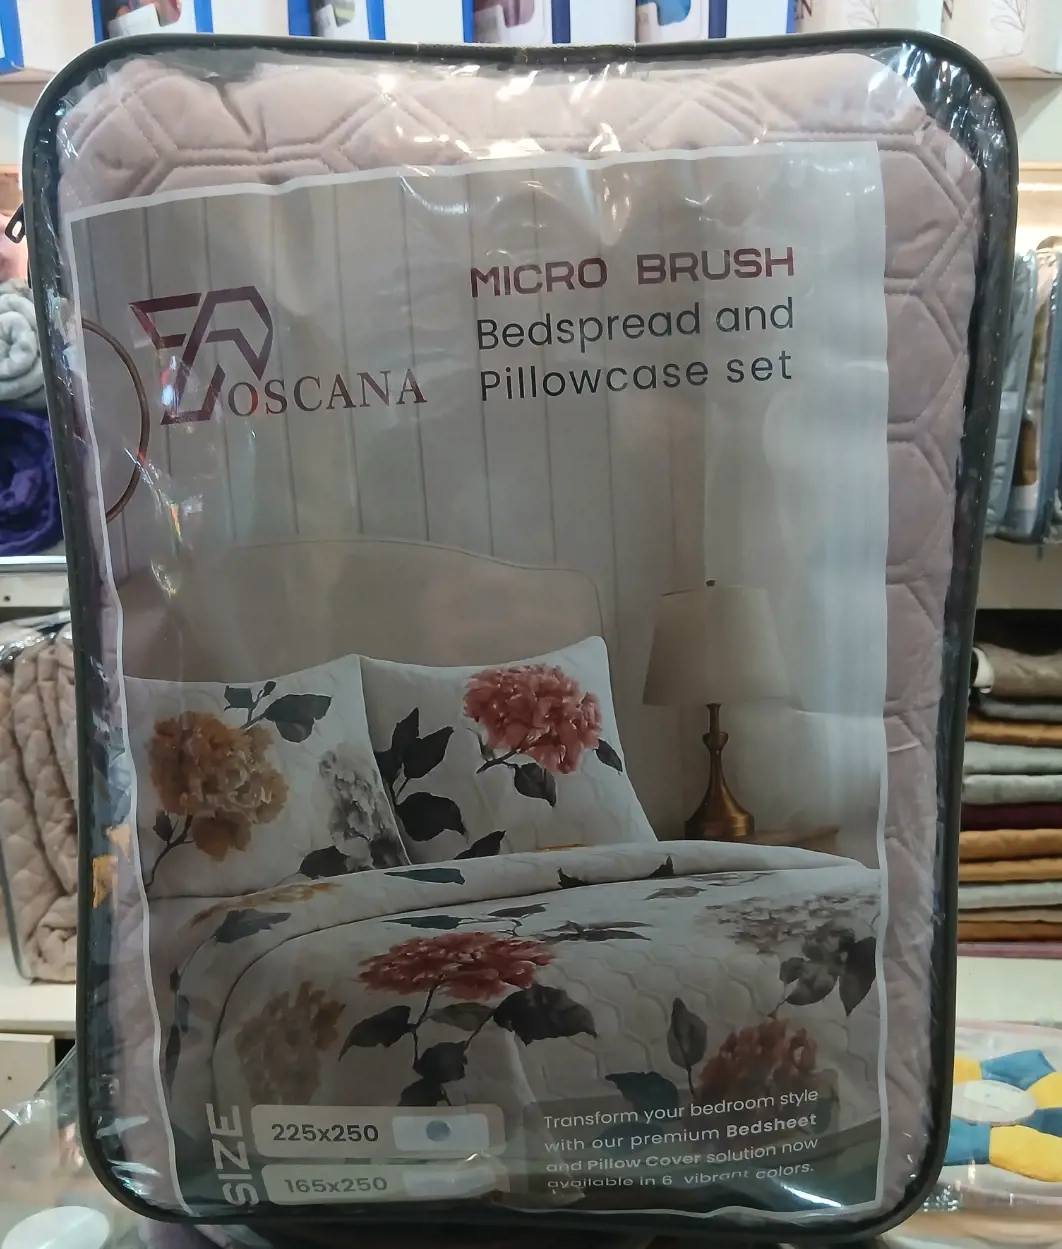 TOSCANA
MICRO BRUSH
Bedspread and
Pillowcase set
SIZE
225x250
165x250
Transform your bedroom style
with our premium Bedsheet
and Pillow Cover solution now
available in 6 vibrant colors.